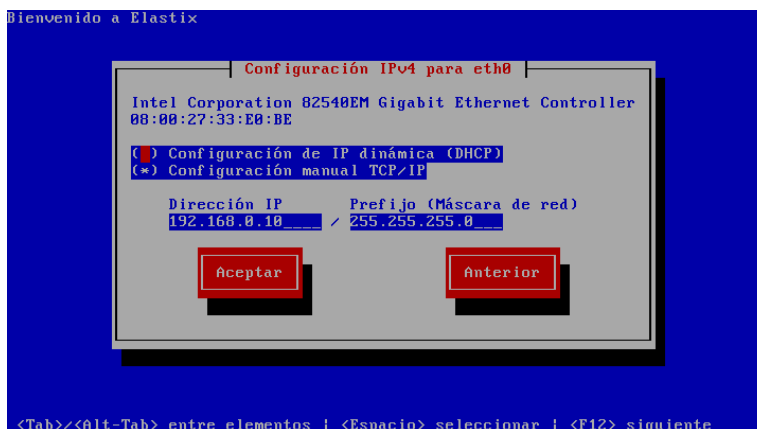 Bienvenido a Elastix
Configuración IPv4 para eth0
Intel Corporation 82540EM Gigabit Ethernet Controller
08:00:27:33:E0:BE
( ) Configuración de IP dinámica (DHCP)
(*) Configuración manual TCP/IP
Dirección IP Prefijo (Máscara de red)
192.168.0.10____ / 255.255.255.0___
Aceptar Anterior
<Tab>/<Alt-Tab> entre elementos | <Espacio> seleccionar | <F12> siguiente